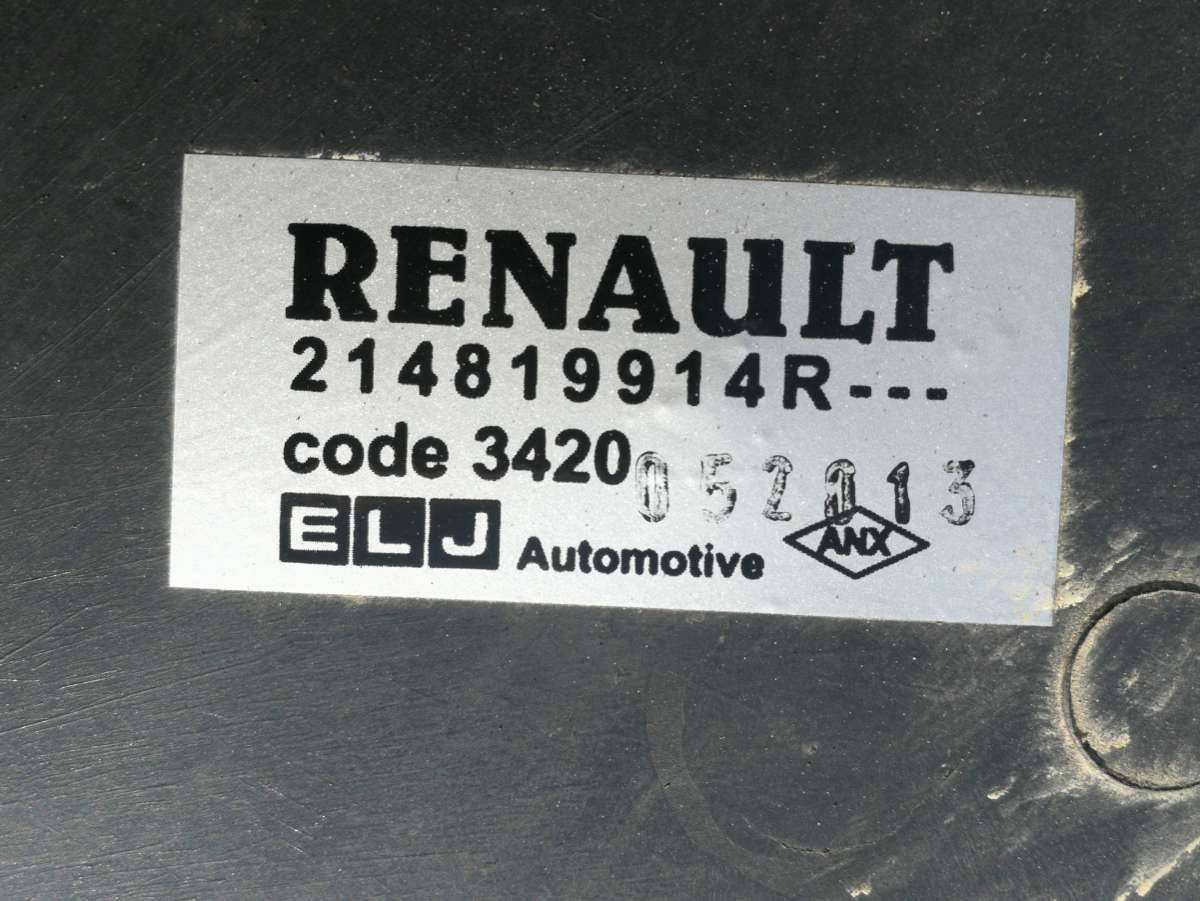 RENAULT
214819914R---
code 3420 052013
ELJ Automotive ANX